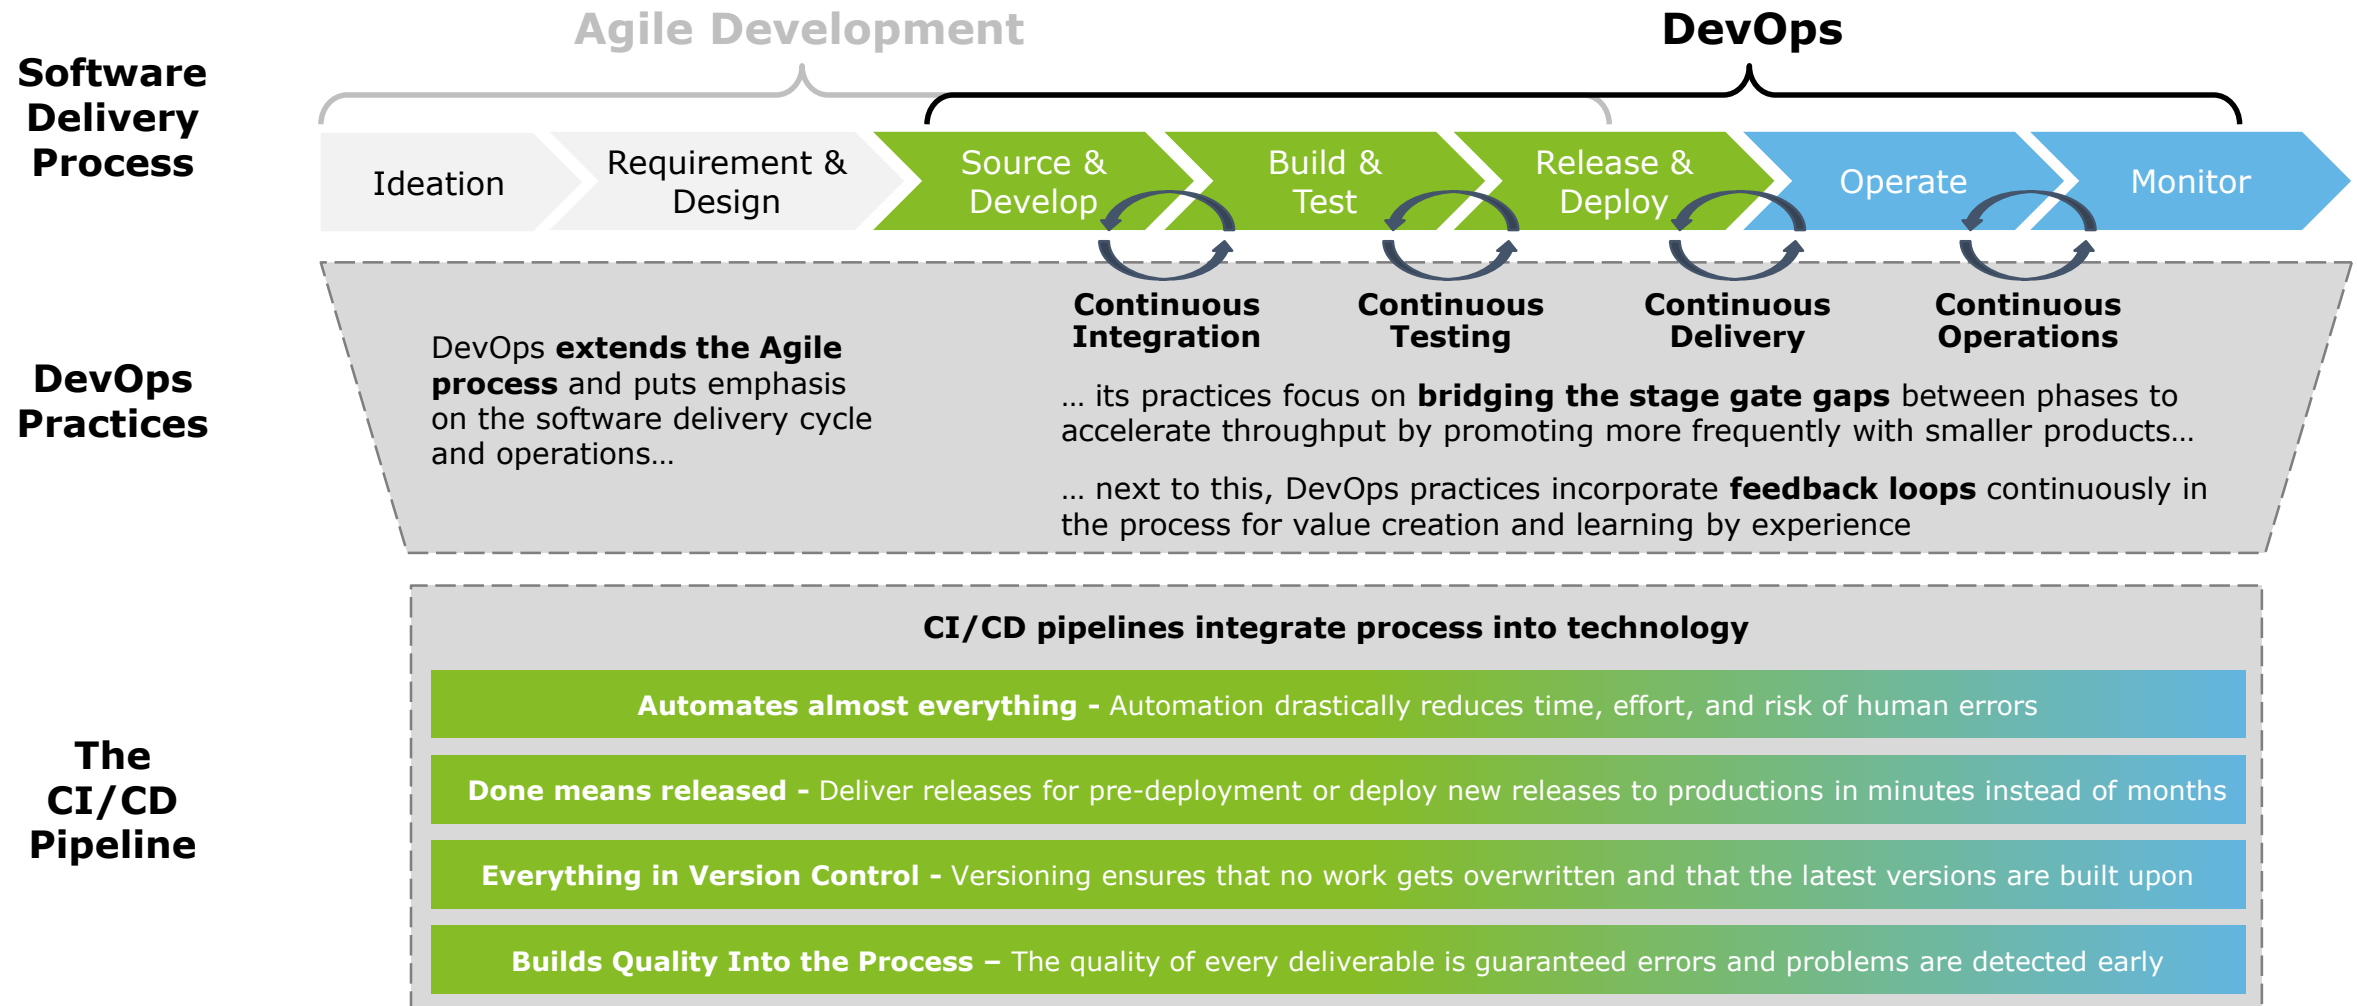 Agile Development
DevOps
Software
Delivery
Process
Ideation
Requirement &
Design
Source &
Develop
Build &
Test
Release &
Deploy
Operate
Monitor
DevOps
Practices
DevOps extends the Agile
process and puts emphasis
on the software delivery cycle
and operations…
Continuous
Integration
Continuous
Testing
Continuous
Delivery
Continuous
Operations
… its practices focus on bridging the stage gate gaps between phases to
accelerate throughput by promoting more frequently with smaller products…
… next to this, DevOps practices incorporate feedback loops continuously in
the process for value creation and learning by experience
The
CI/CD
Pipeline
CI/CD pipelines integrate process into technology
Automates almost everything - Automation drastically reduces time, effort, and risk of human errors
Done means released - Deliver releases for pre-deployment or deploy new releases to productions in minutes instead of months
Everything in Version Control - Versioning ensures that no work gets overwritten and that the latest versions are built upon
Builds Quality Into the Process – The quality of every deliverable is guaranteed errors and problems are detected early